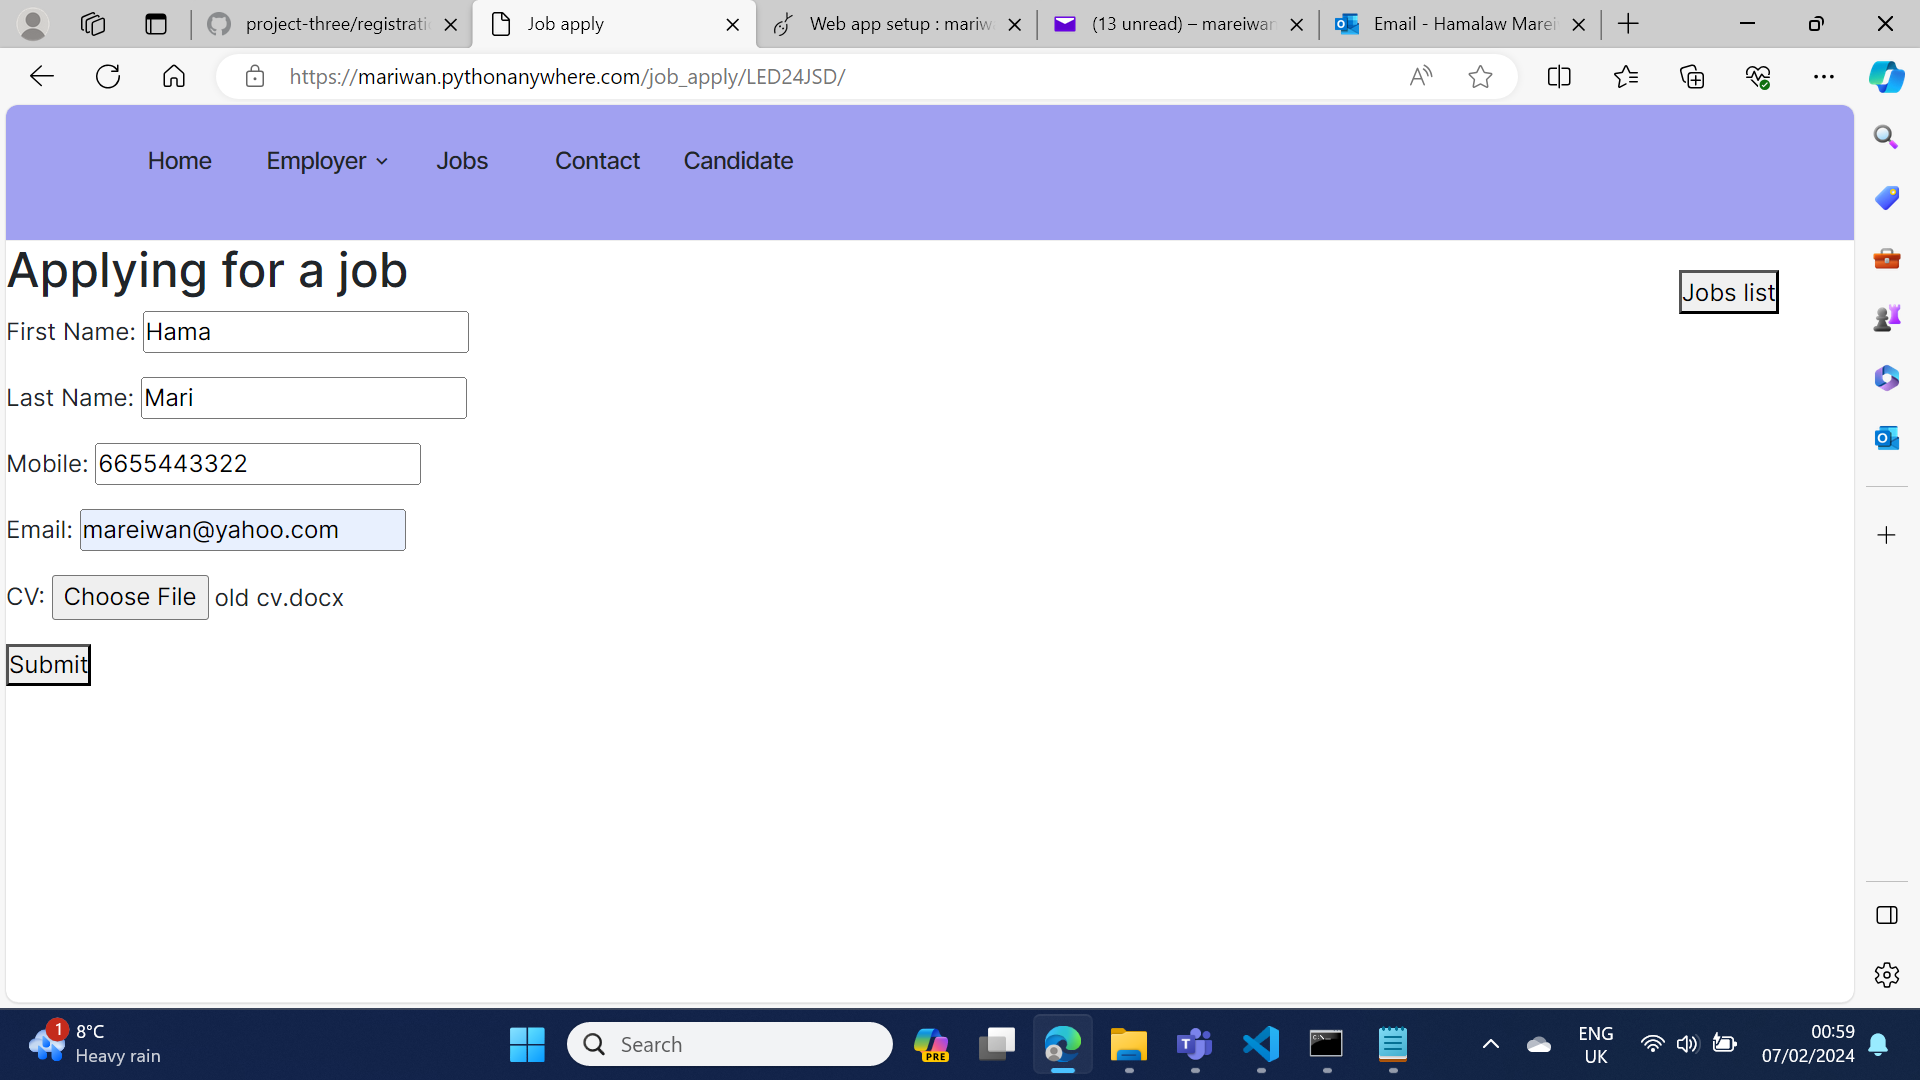 project-three/registrati
Job apply
Web app setup : mariw
(13 unread) – mareiwan
Email - Hamalaw Marei
https://mariwan.pythonanywhere.com/job_apply/LED24JSD/
Home Employer Jobs Contact Candidate
Applying for a job
Jobs list
First Name: Hama
Last Name: Mari
Mobile: 6655443322
Email: mareiwan@yahoo.com
CV: Choose File old cv.docx
Submit
1
8°C
Heavy rain
Search
PRE
ENG
UK
00:59
07/02/2024